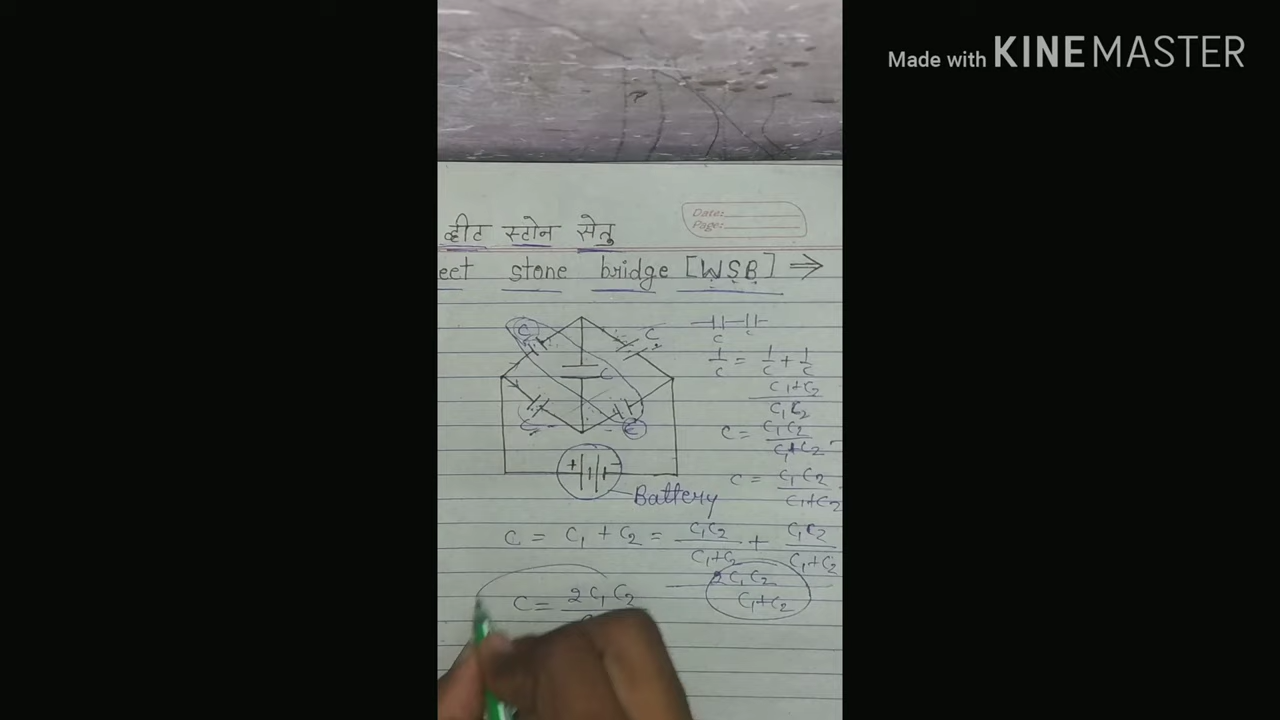 Made with KINEMASTER
Date:
Page:
व्हीट स्टोन सेतु
eet stone bridge [WSB] ⇒
C
C₂
C
C
C
C C
1/C = 1/C + 1/C
C₁+C₂ / C₁C₂
C = C₁C₂ / C₁+C₂
C = C₁C₂ / C₁+C₂
+ -
Battery
C = C₁ + C₂ = C₁C₂ / C₁+C₂ + C₁C₂ / C₁+C₂
2C₁C₂ / C₁+C₂
C = 2C₁C₂